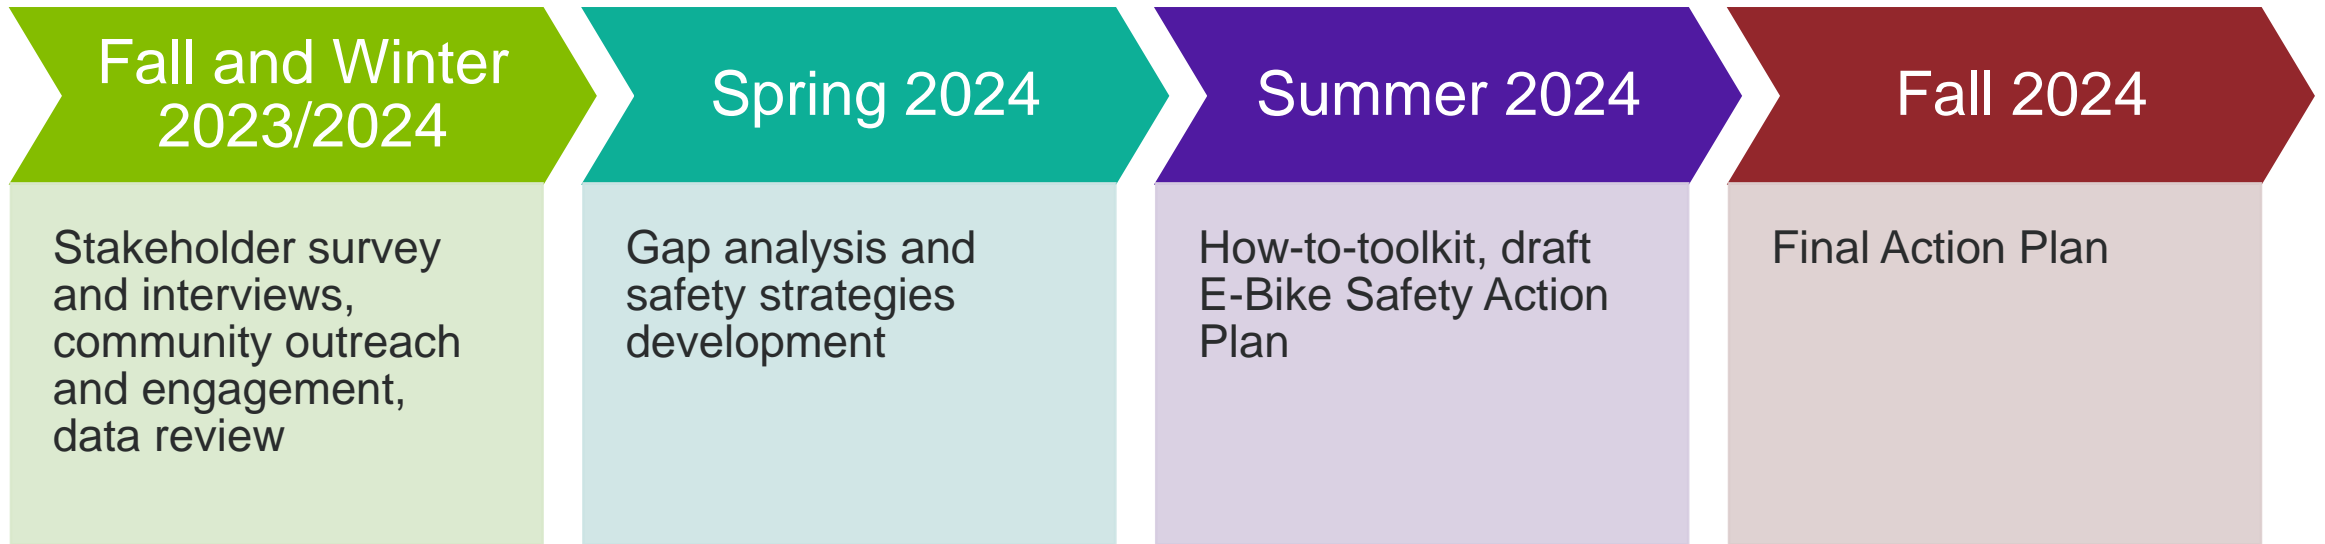 Fall and Winter
2023/2024
Stakeholder survey
and interviews,
community outreach
and engagement,
data review
Spring 2024
Gap analysis and
safety strategies
development
Summer 2024
How-to-toolkit, draft
E-Bike Safety Action
Plan
Fall 2024
Final Action Plan